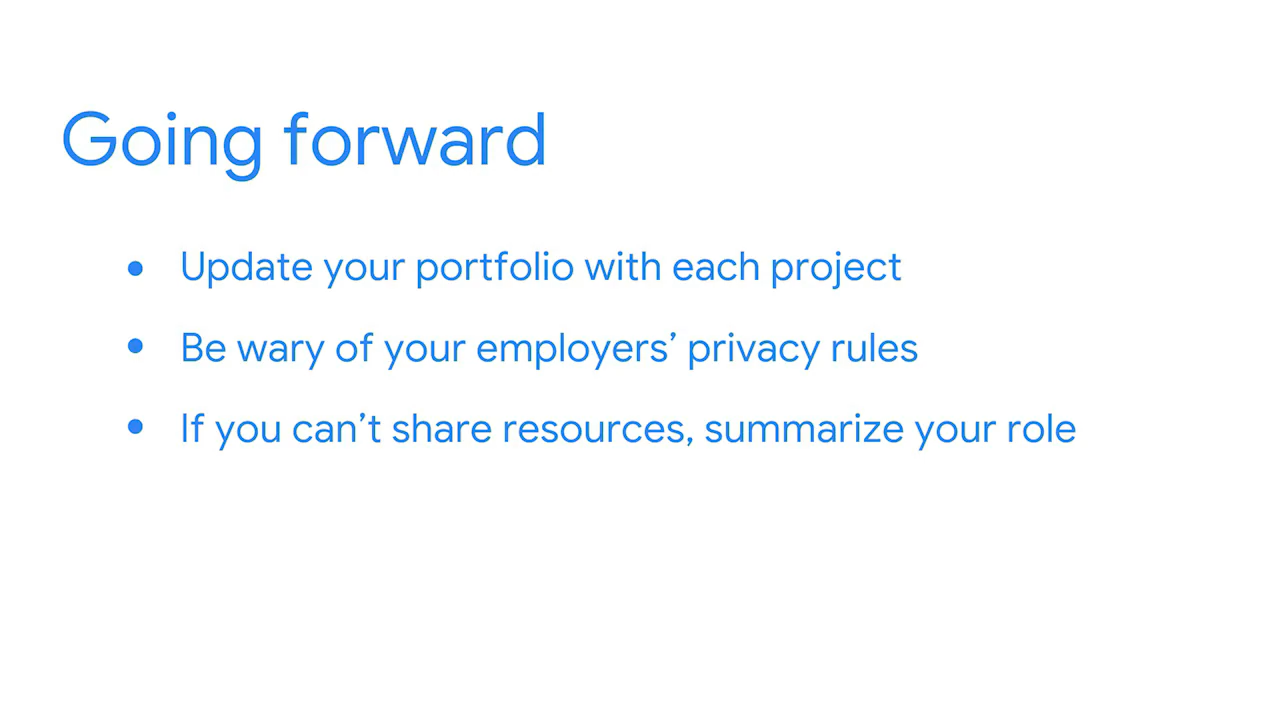 Going forward
• Update your portfolio with each project
• Be wary of your employers’ privacy rules
• If you can’t share resources, summarize your role